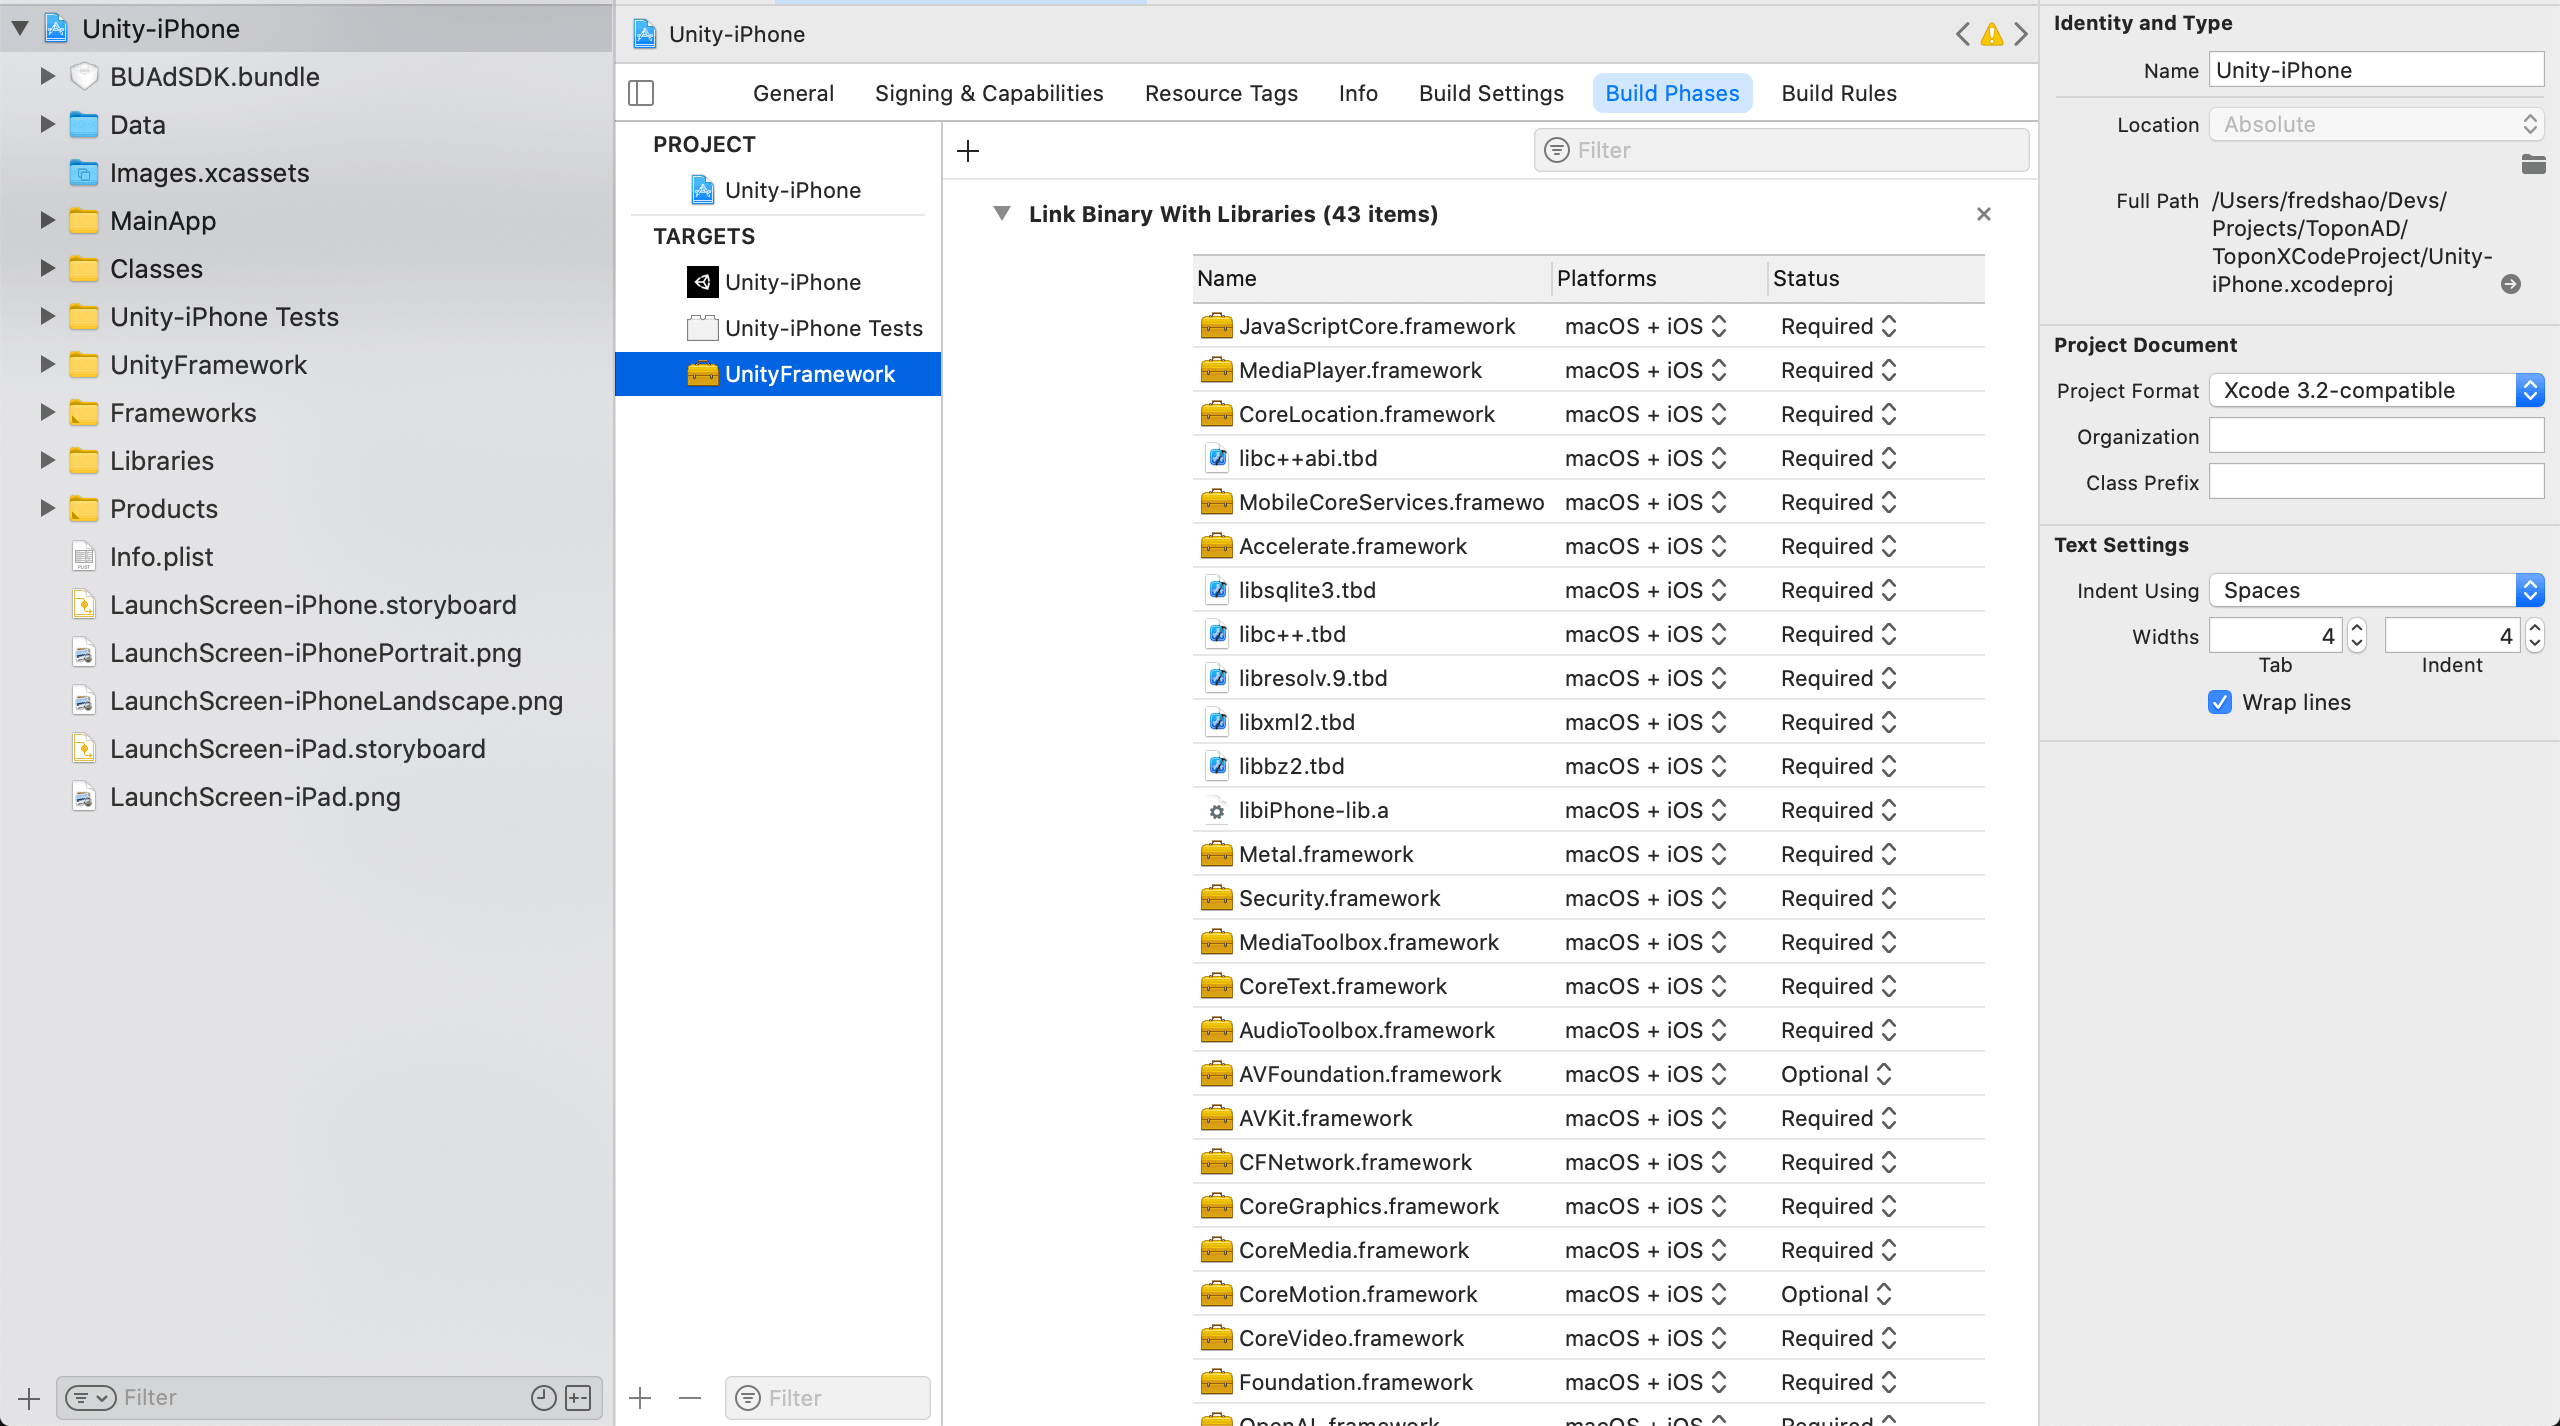 Unity-iPhone
BUAdSDK.bundle
Data
Images.xcassets
MainApp
Classes
Unity-iPhone Tests
UnityFramework
Frameworks
Libraries
Products
Info.plist
LaunchScreen-iPhone.storyboard
LaunchScreen-iPhonePortrait.png
LaunchScreen-iPhoneLandscape.png
LaunchScreen-iPad.storyboard
LaunchScreen-iPad.png
Filter
Unity-iPhone
General Signing & Capabilities Resource Tags Info Build Settings Build Phases Build Rules
PROJECT
Unity-iPhone
TARGETS
Unity-iPhone
Unity-iPhone Tests
UnityFramework
Filter
Filter
Link Binary With Libraries (43 items)
Name Platforms Status
JavaScriptCore.framework macOS + iOS Required
MediaPlayer.framework macOS + iOS Required
CoreLocation.framework macOS + iOS Required
libc++abi.tbd macOS + iOS Required
MobileCoreServices.framewo macOS + iOS Required
Accelerate.framework macOS + iOS Required
libsqlite3.tbd macOS + iOS Required
libc++.tbd macOS + iOS Required
libresolv.9.tbd macOS + iOS Required
libxml2.tbd macOS + iOS Required
libbz2.tbd macOS + iOS Required
libiPhone-lib.a macOS + iOS Required
Metal.framework macOS + iOS Required
Security.framework macOS + iOS Required
MediaToolbox.framework macOS + iOS Required
CoreText.framework macOS + iOS Required
AudioToolbox.framework macOS + iOS Required
AVFoundation.framework macOS + iOS Optional
AVKit.framework macOS + iOS Required
CFNetwork.framework macOS + iOS Required
CoreGraphics.framework macOS + iOS Required
CoreMedia.framework macOS + iOS Required
CoreMotion.framework macOS + iOS Optional
CoreVideo.framework macOS + iOS Required
Foundation.framework macOS + iOS Required
OpenAL.framework macOS + iOS Required
Identity and Type
Name Unity-iPhone
Location Absolute
Full Path /Users/fredshao/Devs/
Projects/ToponAD/
ToponXCodeProject/Unity-
iPhone.xcodeproj
Project Document
Project Format Xcode 3.2-compatible
Organization
Class Prefix
Text Settings
Indent Using Spaces
Widths 4 4
Tab Indent
Wrap lines